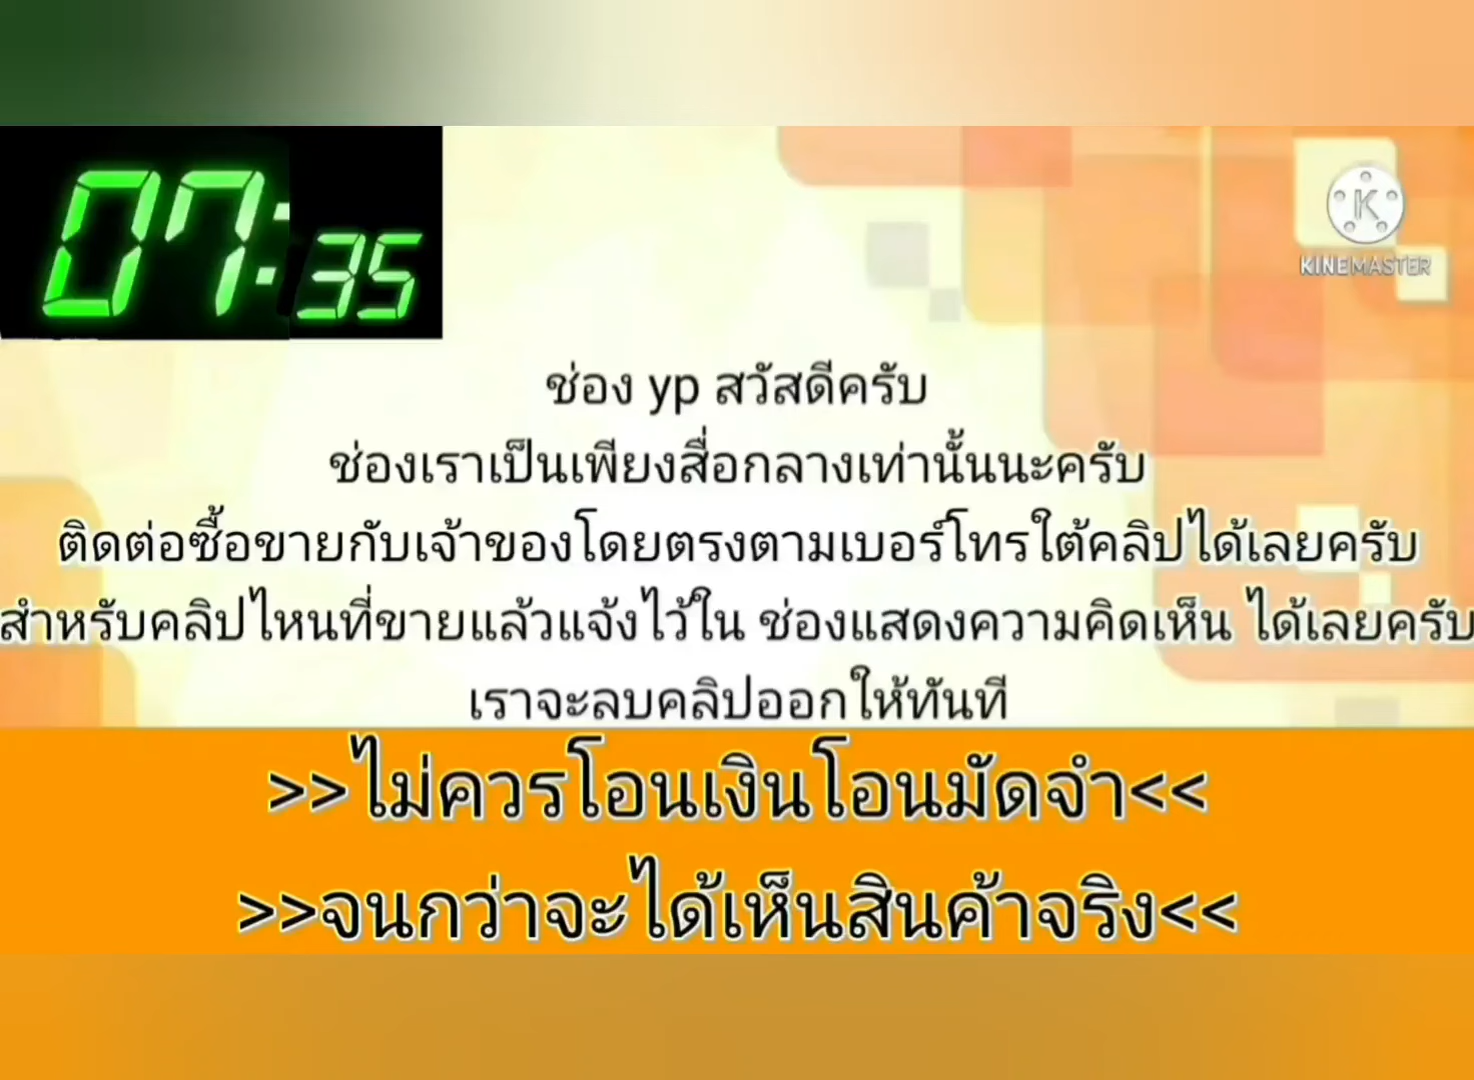 07:35
KINEMASTER
ช่อง yp สวัสดีครับ
ช่องเราเป็นเพียงสื่อกลางเท่านั้นนะครับ
ติดต่อซื้อขายกับเจ้าของโดยตรงตามเบอร์โทรใต้คลิปได้เลยครับ
สำหรับคลิปไหนที่ขายแล้วแจ้งไว้ใน ช่องแสดงความคิดเห็น ได้เลยครับ
เราจะลบคลิปออกให้ทันที
>>ไม่ควรโอนเงินโอนมัดจำ<<
>>จนกว่าจะได้เห็นสินค้าจริง<<